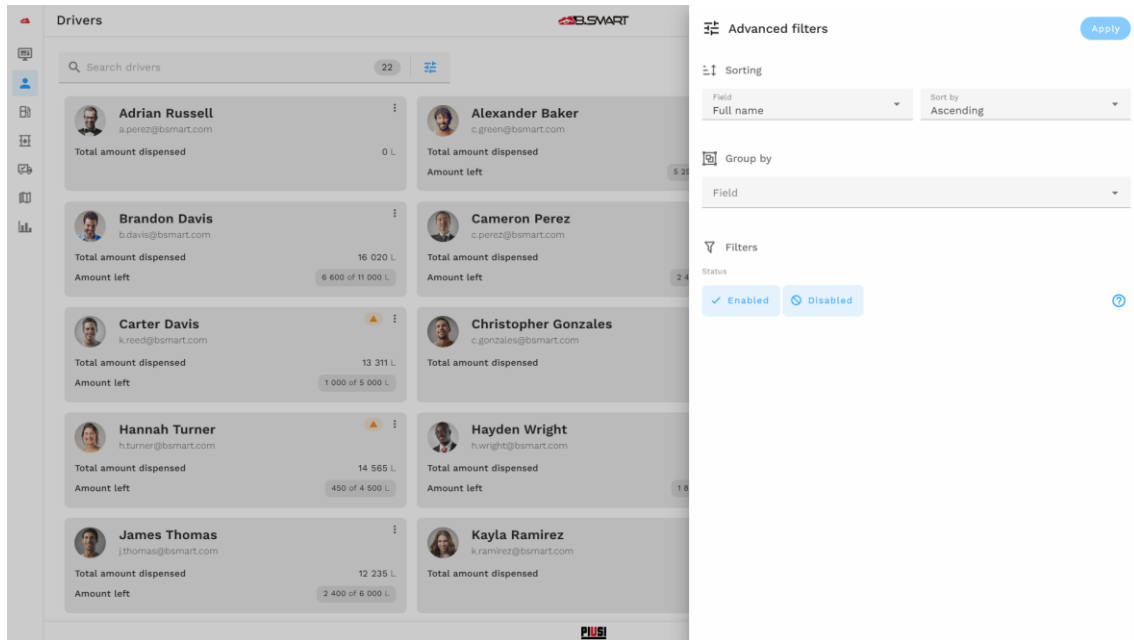 Drivers
B.SMART
Search drivers
22
Adrian Russell
a.perez@bsmart.com
Total amount dispensed
0 L
Alexander Baker
c.green@bsmart.com
Total amount dispensed
Amount left
5 25
Brandon Davis
b.davis@bsmart.com
Total amount dispensed
16 020 L
Amount left
6 600 of 11 000 L
Cameron Perez
c.perez@bsmart.com
Total amount dispensed
Amount left
2 4
Carter Davis
k.reed@bsmart.com
Total amount dispensed
13 311 L
Amount left
1 000 of 5 000 L
Christopher Gonzales
c.gonzales@bsmart.com
Total amount dispensed
Hannah Turner
h.turner@bsmart.com
Total amount dispensed
14 565 L
Amount left
450 of 4 500 L
Hayden Wright
h.wright@bsmart.com
Total amount dispensed
Amount left
1 8
James Thomas
j.thomas@bsmart.com
Total amount dispensed
12 235 L
Amount left
2 400 of 6 000 L
Kayla Ramirez
k.ramirez@bsmart.com
Total amount dispensed
PIUSI
Advanced filters
Apply
Sorting
Field
Full name
Sort by
Ascending
Group by
Field
Filters
Status
Enabled
Disabled